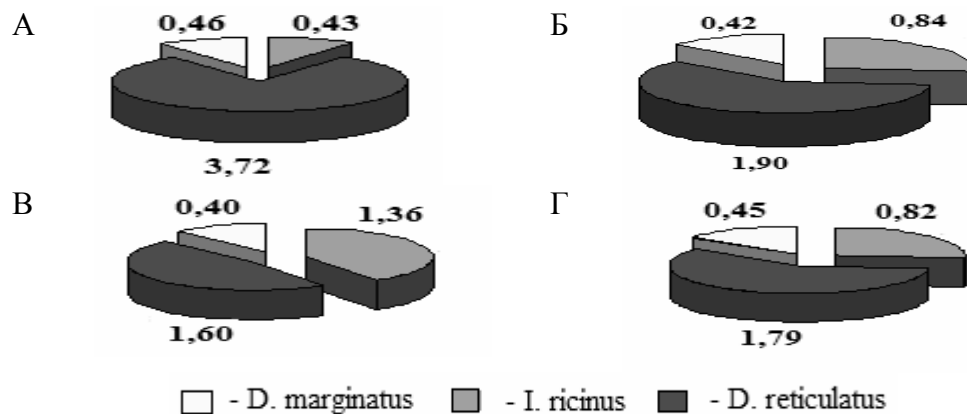 А
0,46 0,43
3,72
Б
0,42 0,84
1,90
В
0,40 1,36
1,60
Г
0,45 0,82
1,79
- D. marginatus - I. ricinus - D. reticulatus